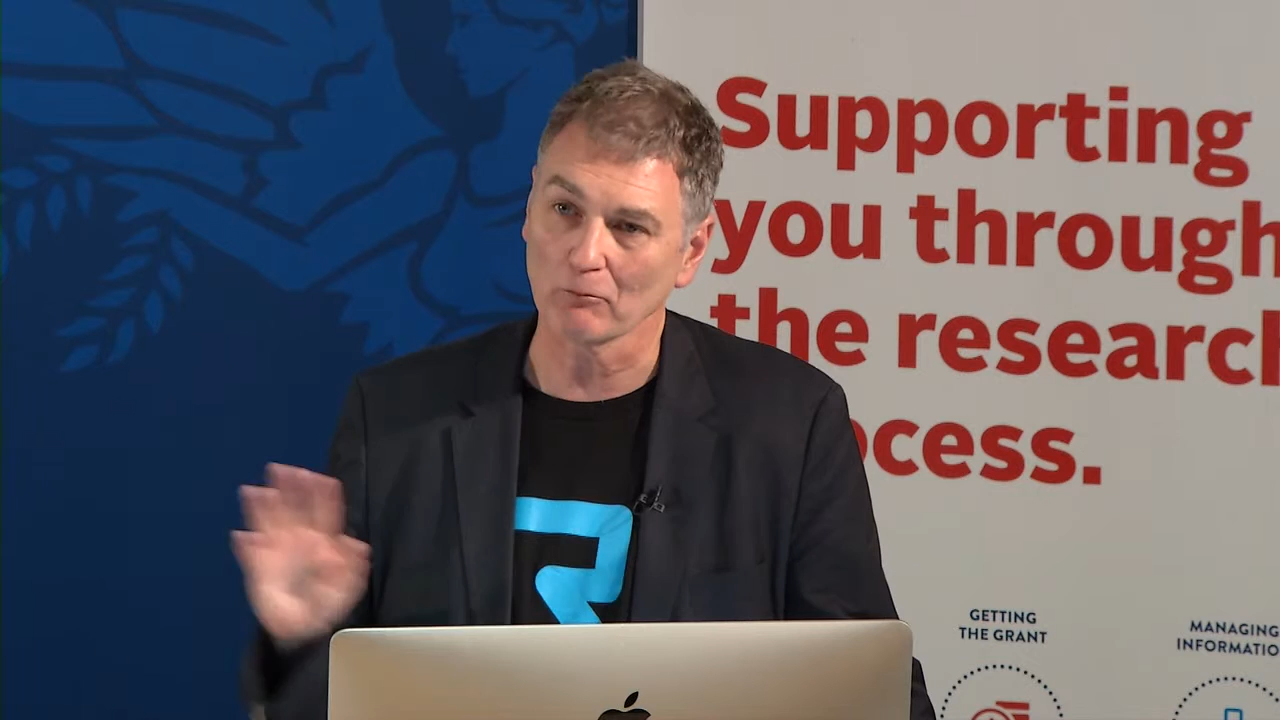 Supporting
you through
the research
ocess.
GETTING
THE GRANT
MANAGING
INFORMATIO